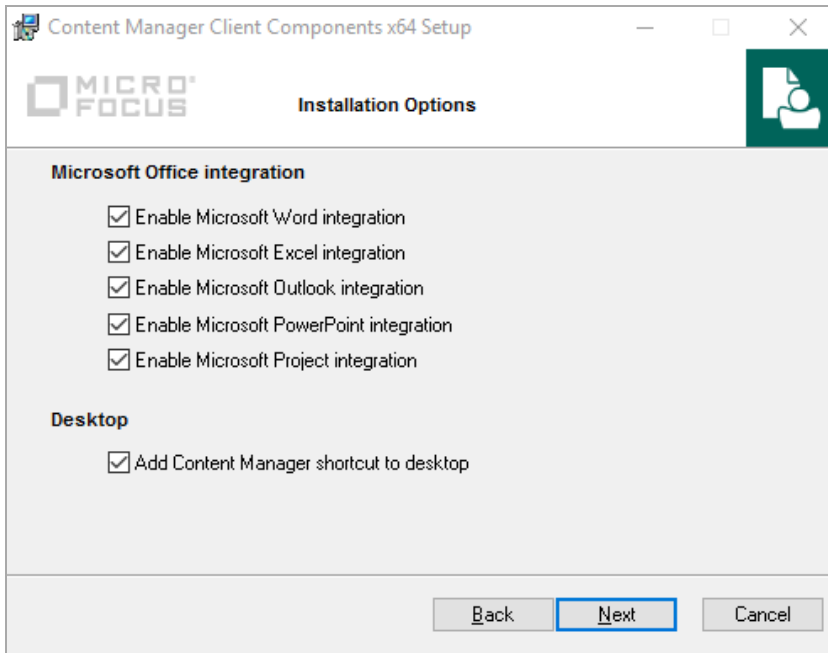 Content Manager Client Components x64 Setup
MICRO
FOCUS
Installation Options
Microsoft Office integration
Enable Microsoft Word integration
Enable Microsoft Excel integration
Enable Microsoft Outlook integration
Enable Microsoft PowerPoint integration
Enable Microsoft Project integration
Desktop
Add Content Manager shortcut to desktop
Back Next Cancel